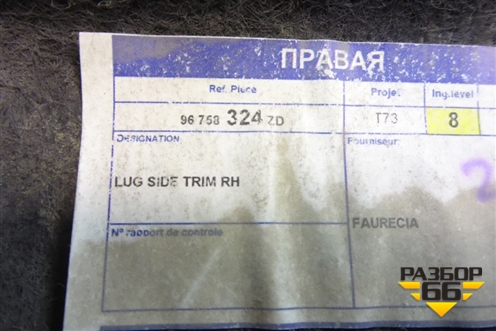 ПРАВАЯ
Ref. Piece Projet Ing.level
96 758 324 ZD T73 8
DESIGNATION Fournisseur
LUG SIDE TRIM RH
N° rapport de controle FAURECIA
2
РАЗБОР
66